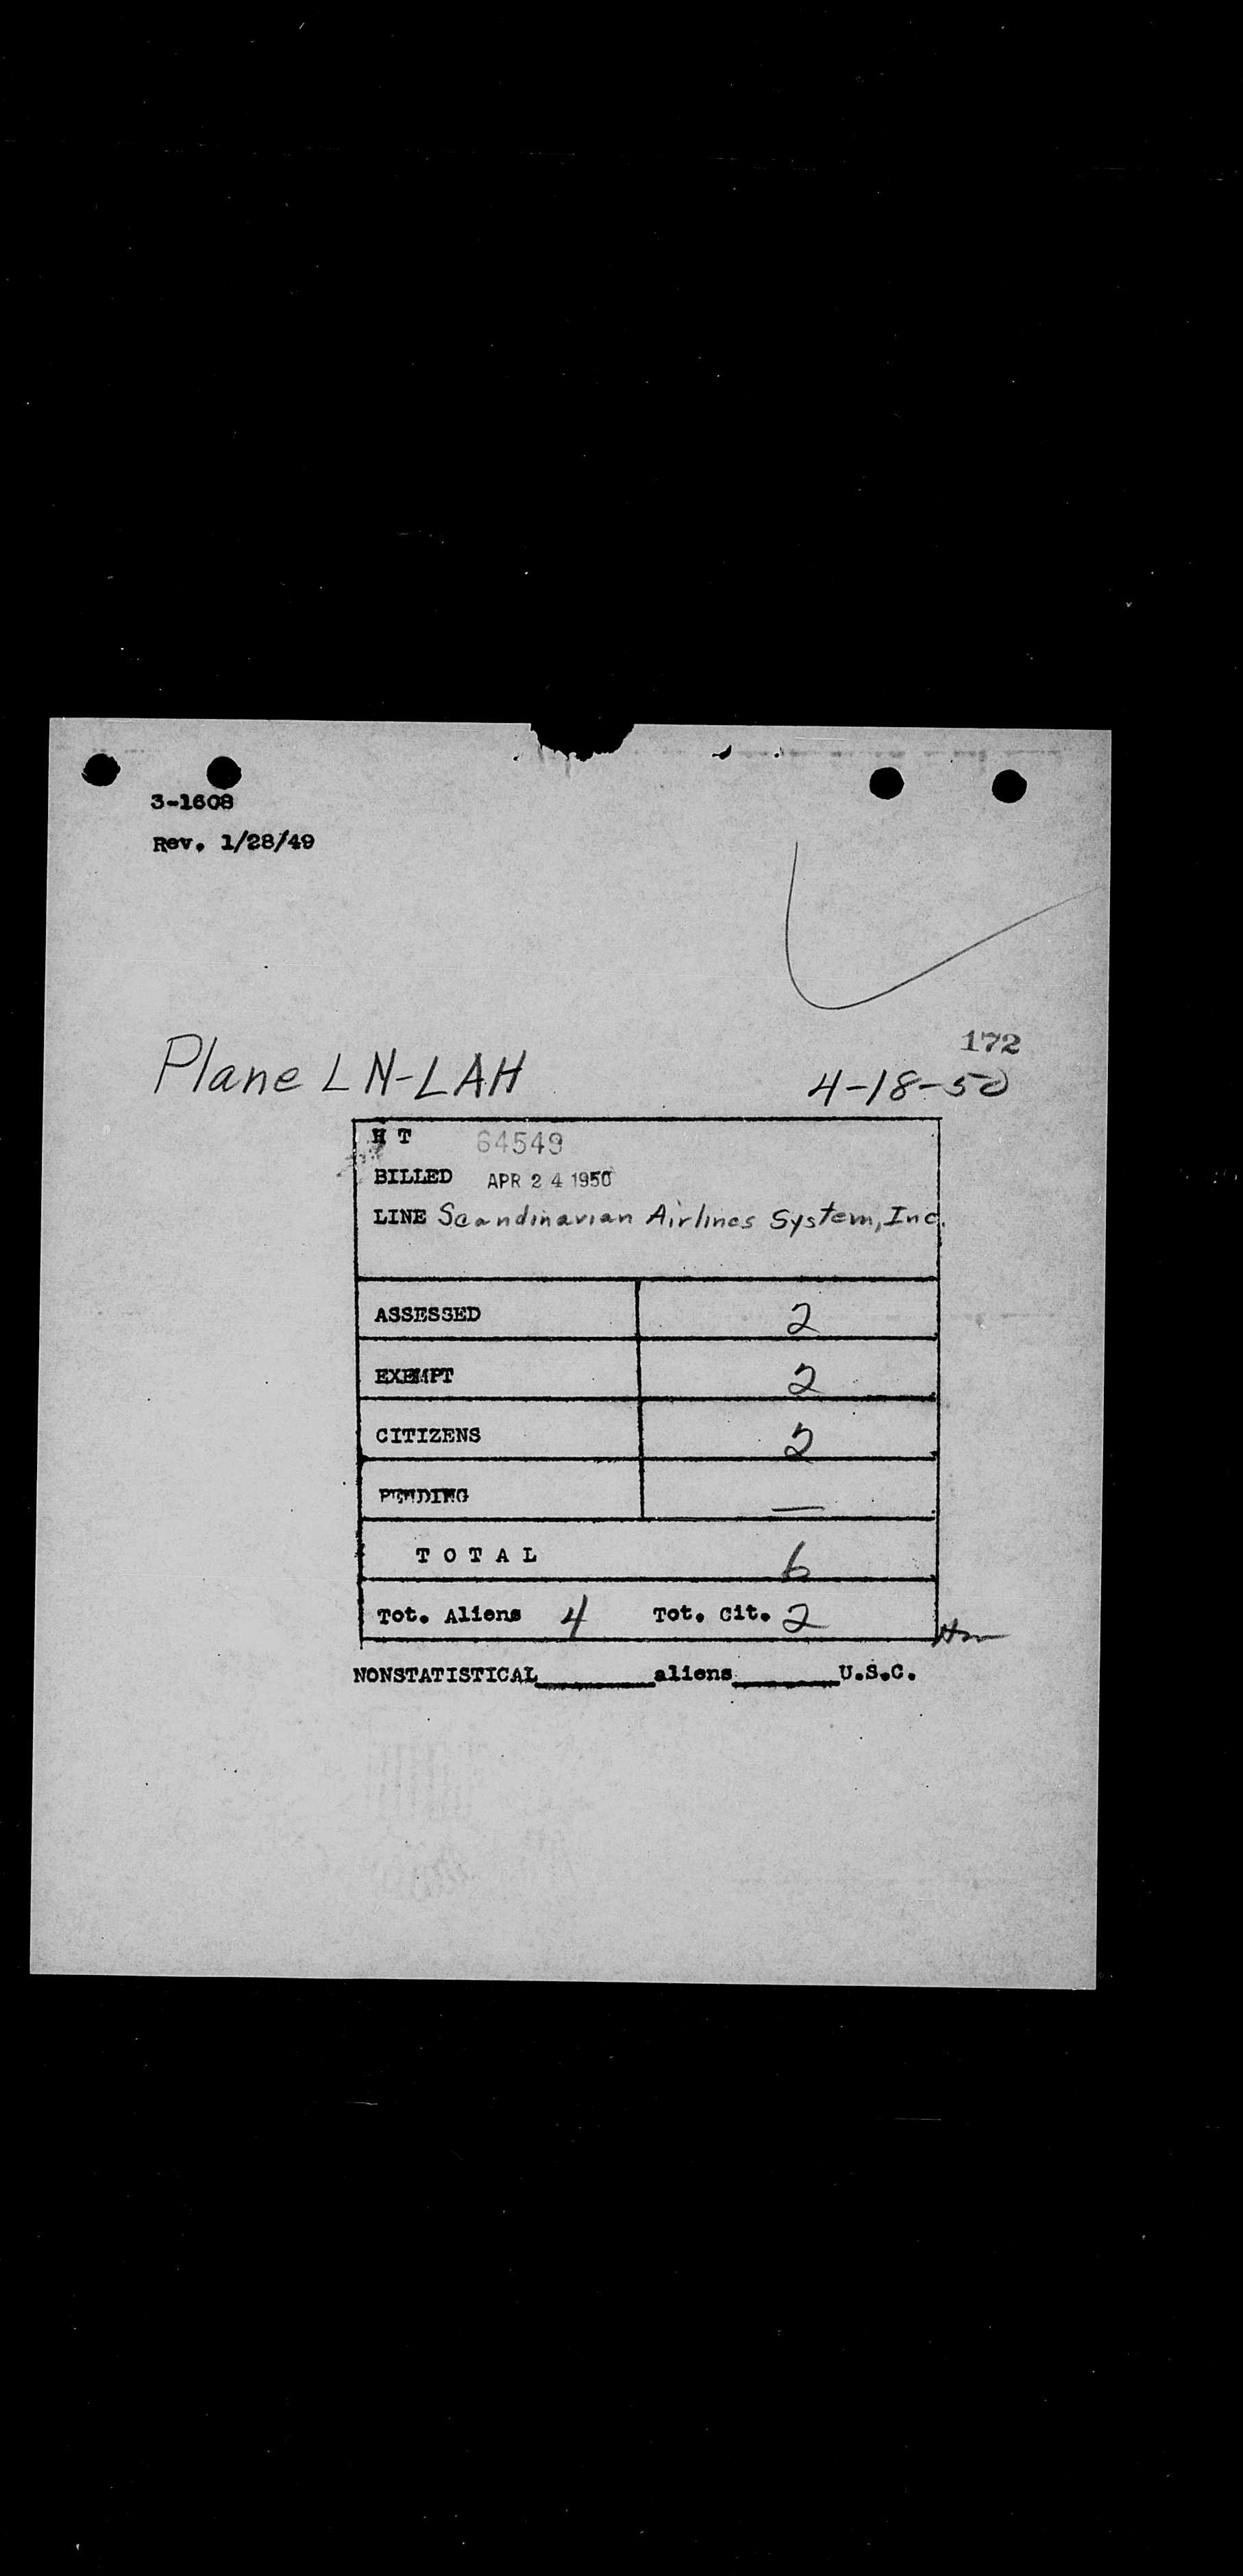 3-1608
Rev. 1/28/49
172
Plane LN-LAH 4-18-50
H T 64549
BILLED APR 24 1950
LINE Scandinavian Airlines System, Inc.
ASSESSED 2
EXEMPT 2
CITIZENS 2
PENDING —
TOTAL 6
Tot. Aliens 4 Tot. Cit. 2
NONSTATISTICAL________aliens________U.S.C.